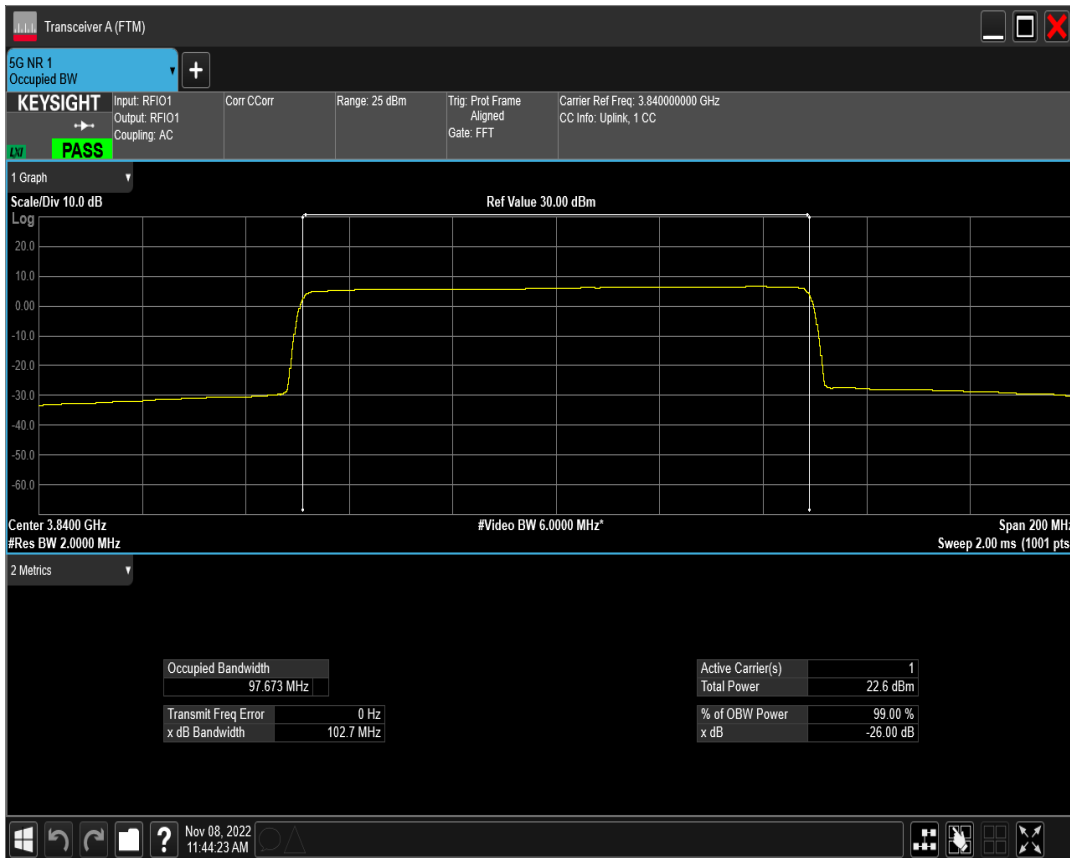 Transceiver A (FTM)
5G NR 1
Occupied BW
+
KEYSIGHT
LXI
PASS
Input: RFIO1
Output: RFIO1
Coupling: AC
Corr CCorr
Range: 25 dBm
Trig: Prot Frame
Aligned
Gate: FFT
Carrier Ref Freq: 3.840000000 GHz
CC Info: Uplink, 1 CC
1 Graph
Scale/Div 10.0 dB
Ref Value 30.00 dBm
Log
20.0
10.0
0.00
-10.0
-20.0
-30.0
-40.0
-50.0
-60.0
Center 3.8400 GHz
#Video BW 6.0000 MHz*
Span 200 MHz
#Res BW 2.0000 MHz
Sweep 2.00 ms (1001 pts
2 Metrics
Occupied Bandwidth
97.673 MHz
Transmit Freq Error 0 Hz
x dB Bandwidth 102.7 MHz
Active Carrier(s) 1
Total Power 22.6 dBm
% of OBW Power 99.00 %
x dB -26.00 dB
?
Nov 08, 2022
11:44:23 AM